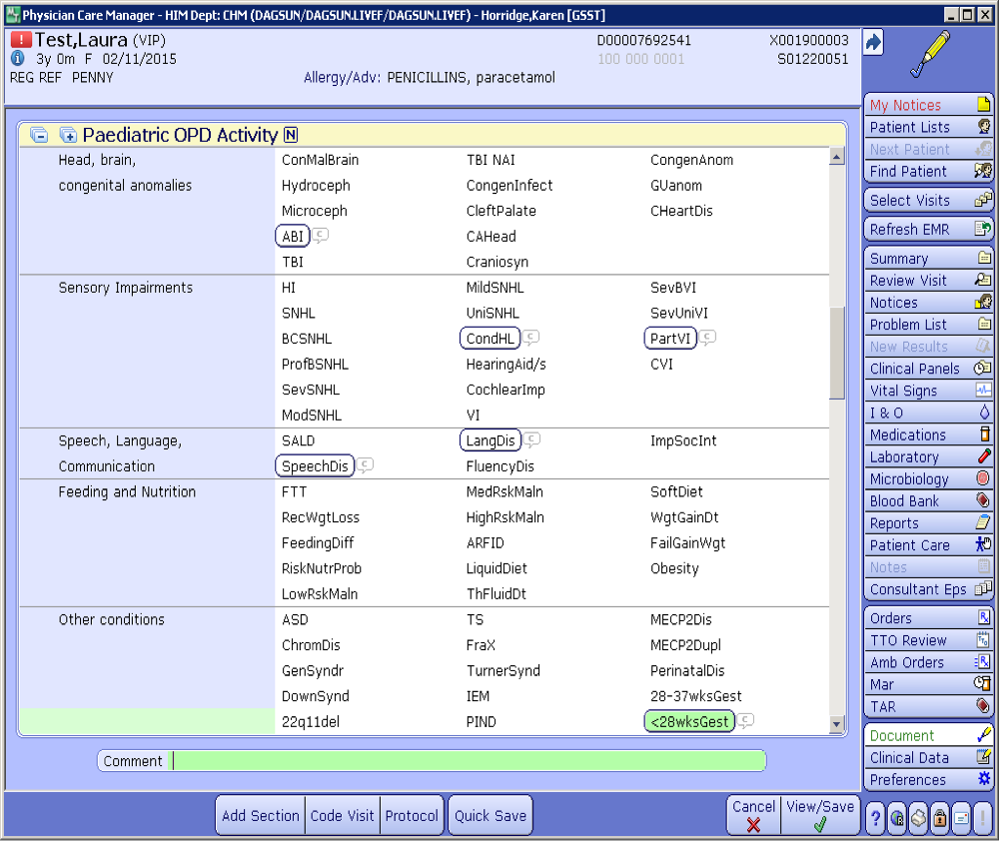 Physician Care Manager - HIM Dept: CHM (DAGSUN/DAGSUN.LIVEF/DAGSUN.LIVEF) - Horridge,Karen [GSST]
! Test,Laura (VIP) D00007692541 X001900003
i 3y 0m F 02/11/2015 100 000 0001 S01220051
REG REF PENNY Allergy/Adv: PENICILLINS, paracetamol
Paediatric OPD Activity N
Head, brain, ConMalBrain TBI NAI CongenAnom
congenital anomalies Hydroceph CongenInfect GUanom
Microceph CleftPalate CHeartDis
ABI C CAHead
TBI Craniosyn
Sensory Impairments HI MildSNHL SevBVI
SNHL UniSNHL SevUniVI
BCSNHL CondHL C PartVI C
ProfBSNHL HearingAid/s CVI
SevSNHL CochlearImp
ModSNHL VI
Speech, Language, SALD LangDis C ImpSocInt
Communication SpeechDis C FluencyDis
Feeding and Nutrition FTT MedRskMaln SoftDiet
RecWgtLoss HighRskMaln WgtGainDt
FeedingDiff ARFID FailGainWgt
RiskNutrProb LiquidDiet Obesity
LowRskMaln ThFluidDt
Other conditions ASD TS MECP2Dis
ChromDis FraX MECP2Dupl
GenSyndr TurnerSynd PerinatalDis
DownSynd IEM 28-37wksGest
22q11del PIND <28wksGest C
Comment
Add Section Code Visit Protocol Quick Save Cancel View/Save
My Notices
Patient Lists
Next Patient
Find Patient
Select Visits
Refresh EMR
Summary
Review Visit
Notices
Problem List
New Results
Clinical Panels
Vital Signs
I & O
Medications
Laboratory
Microbiology
Blood Bank
Reports
Patient Care
Notes
Consultant Eps
Orders
TTO Review
Amb Orders
Mar
TAR
Document
Clinical Data
Preferences
?